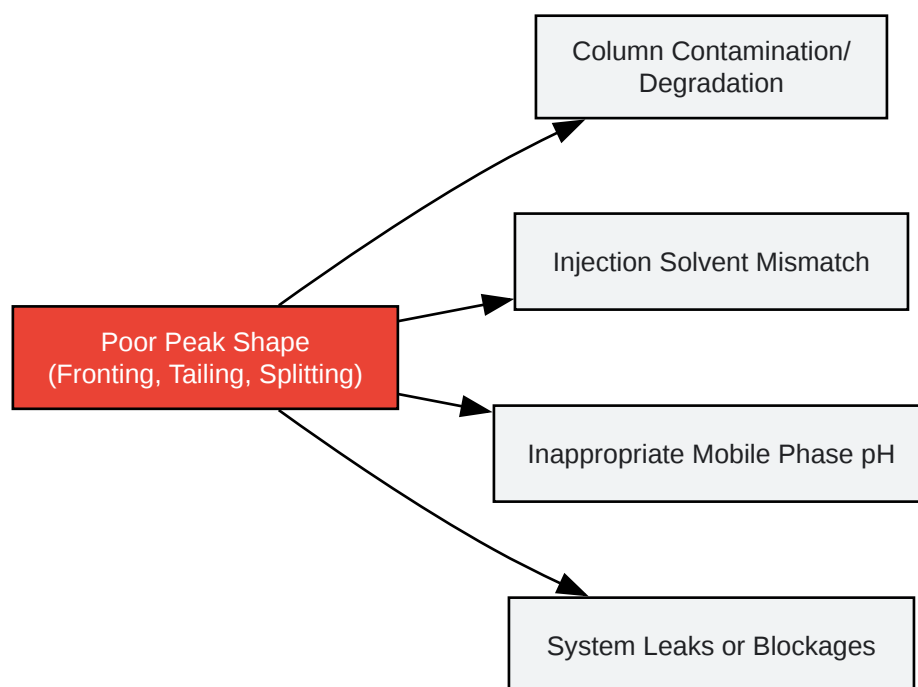 Column Contamination/
Degradation
Injection Solvent Mismatch
Poor Peak Shape
(Fronting, Tailing, Splitting)
Inappropriate Mobile Phase pH
System Leaks or Blockages